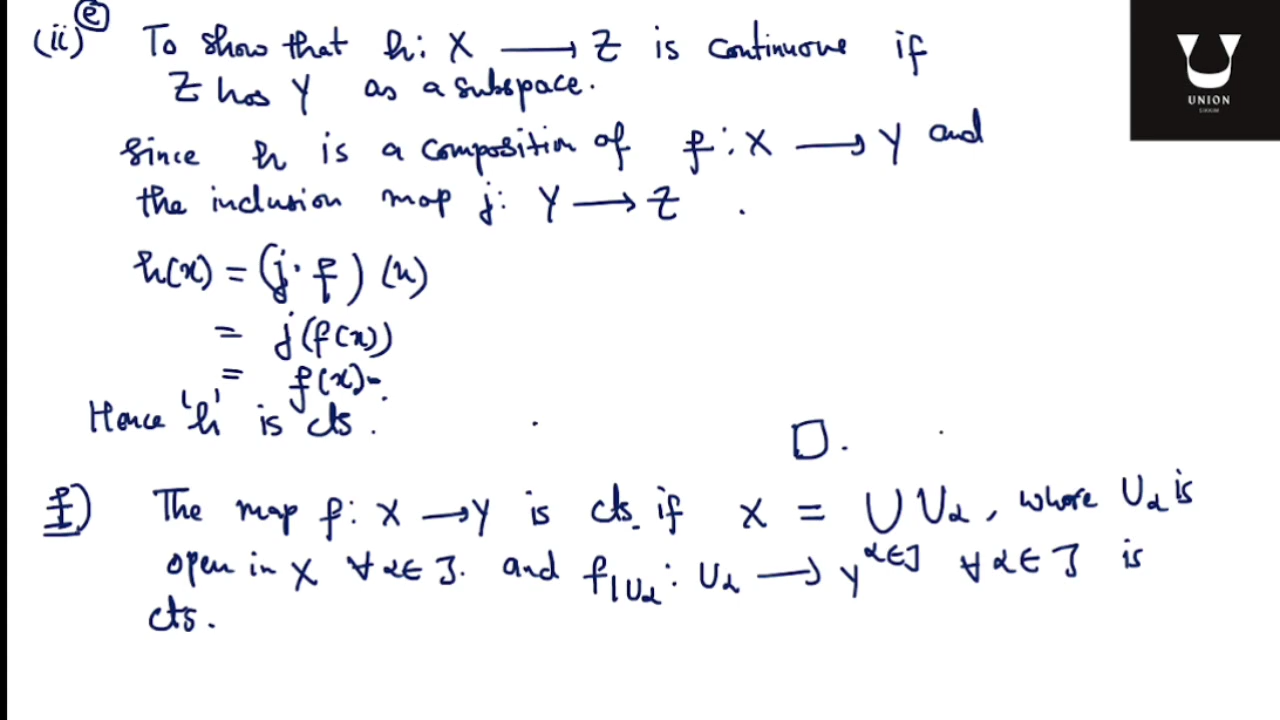 (ii) e To show that h: X ⟶ Z is continuous if
Z has Y as a subspace.
Since h is a composition of f: X ⟶ Y and
the inclusion map j: Y ⟶ Z .
h(x) = (j · f) (x)
= j(f(x))
= f(x).
Hence 'h' is cts.
□.
f) The map f: X ⟶ Y is cts if X = ∪ Uα, where Uα is
α∈J
open in X ∀ α ∈ J. and f|Uα: Uα ⟶ Y ∀ α ∈ J is
cts.
UNION